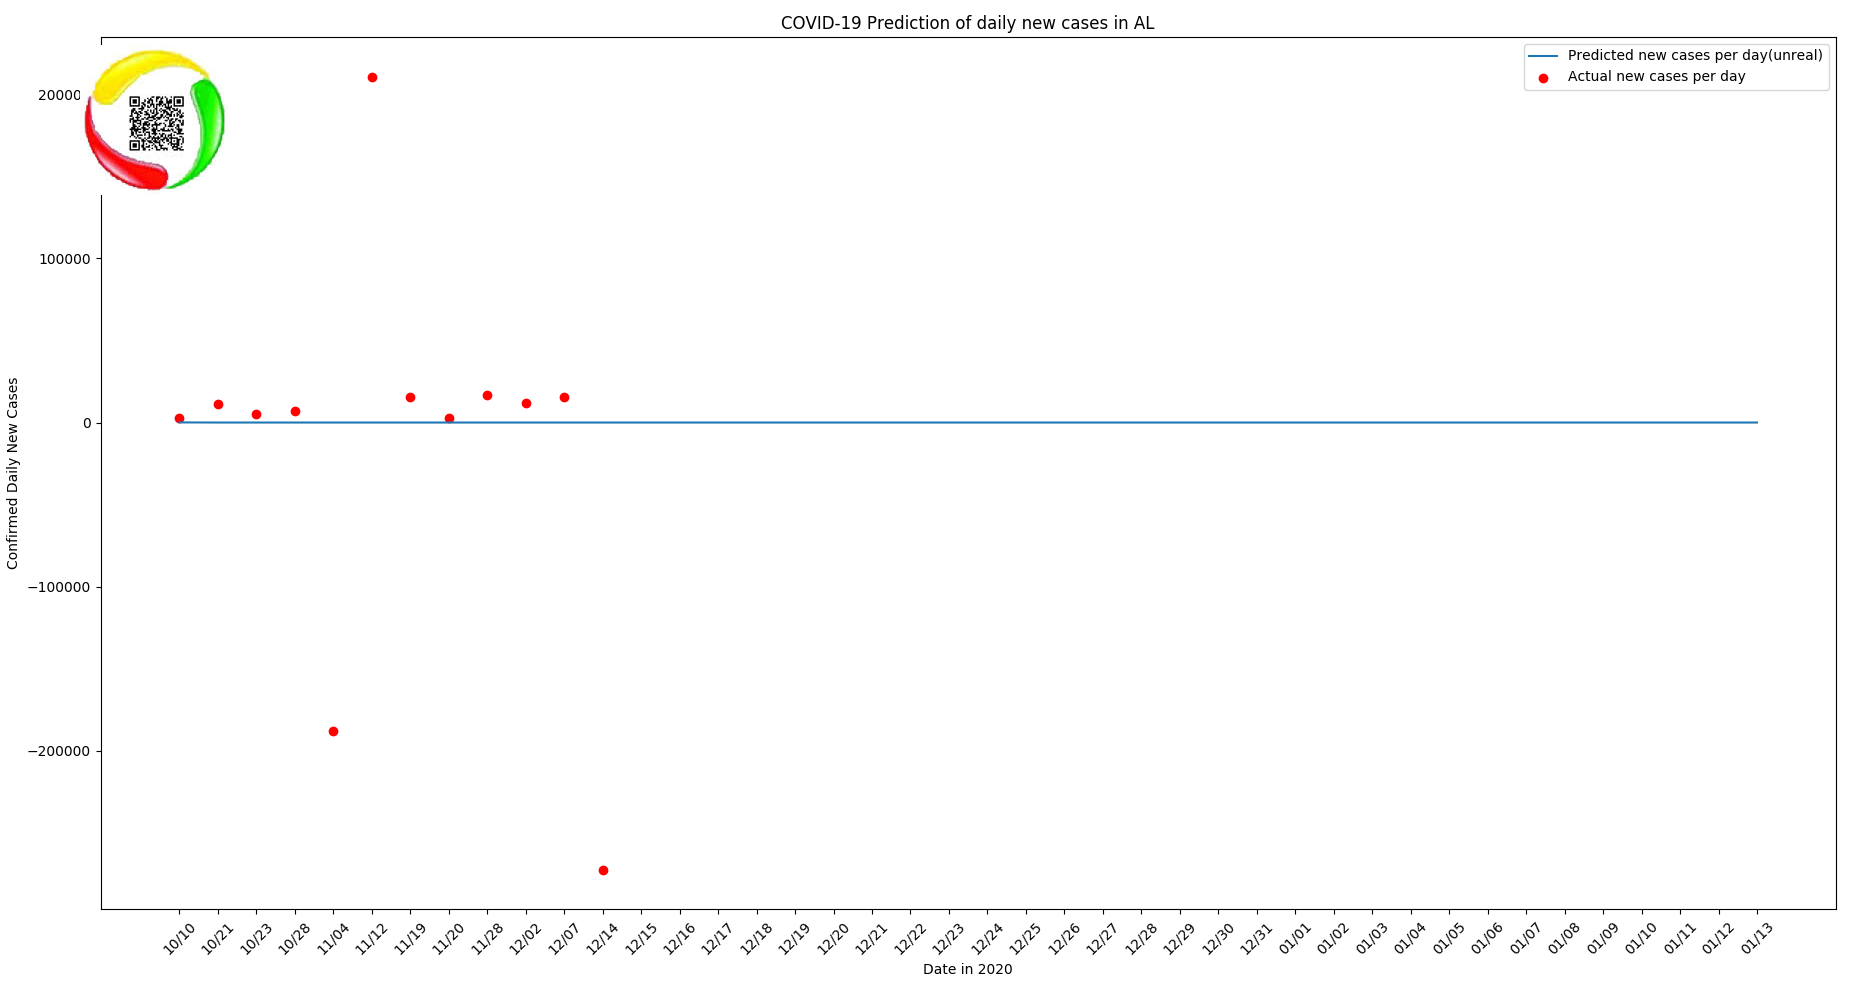 COVID-19 Prediction of daily new cases in AL
Predicted new cases per day(unreal)
Actual new cases per day
20000
100000
0
−100000
−200000
Confirmed Daily New Cases
10/10 10/21 10/23 10/28 11/04 11/12 11/19 11/20 11/28 12/02 12/07 12/14 12/15 12/16 12/17 12/18 12/19 12/20 12/21 12/22 12/23 12/24 12/25 12/26 12/27 12/28 12/29 12/30 12/31 01/01 01/02 01/03 01/04 01/05 01/06 01/07 01/08 01/09 01/10 01/11 01/12 01/13
Date in 2020